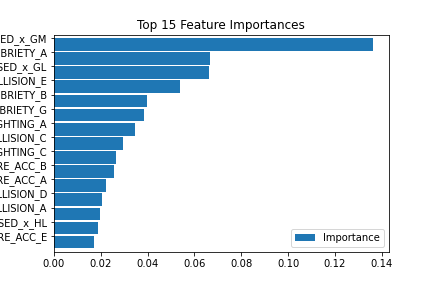 Top 15 Feature Importances
ED_x_GM
BRIETY_A
SED_x_GL
LLISION_E
BRIETY_B
BRIETY_G
GHTING_A
LLISION_C
GHTING_C
RE_ACC_B
RE_ACC_A
LLISION_D
LLISION_A
SED_x_HL
RE_ACC_E
Importance
0.00 0.02 0.04 0.06 0.08 0.10 0.12 0.14